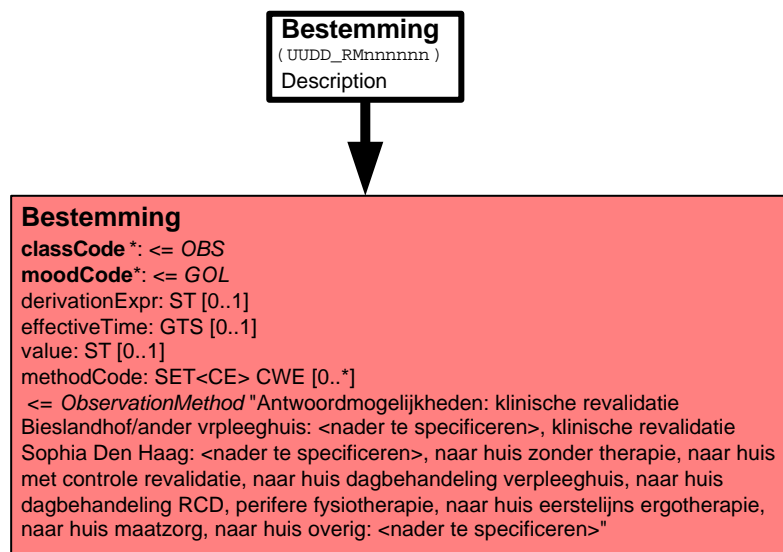 Bestemming
( UUDD_RMnnnnnn )
Description
Bestemming
classCode *: <= OBS
moodCode*: <= GOL
derivationExpr: ST [0..1]
effectiveTime: GTS [0..1]
value: ST [0..1]
methodCode: SET<CE> CWE [0..*]
<= ObservationMethod "Antwoordmogelijkheden: klinische revalidatie
Bieslandhof/ander vrpleeghuis: <nader te specificeren>, klinische revalidatie
Sophia Den Haag: <nader te specificeren>, naar huis zonder therapie, naar huis
met controle revalidatie, naar huis dagbehandeling verpleeghuis, naar huis
dagbehandeling RCD, perifere fysiotherapie, naar huis eerstelijns ergotherapie,
naar huis maatzorg, naar huis overig: <nader te specificeren>"